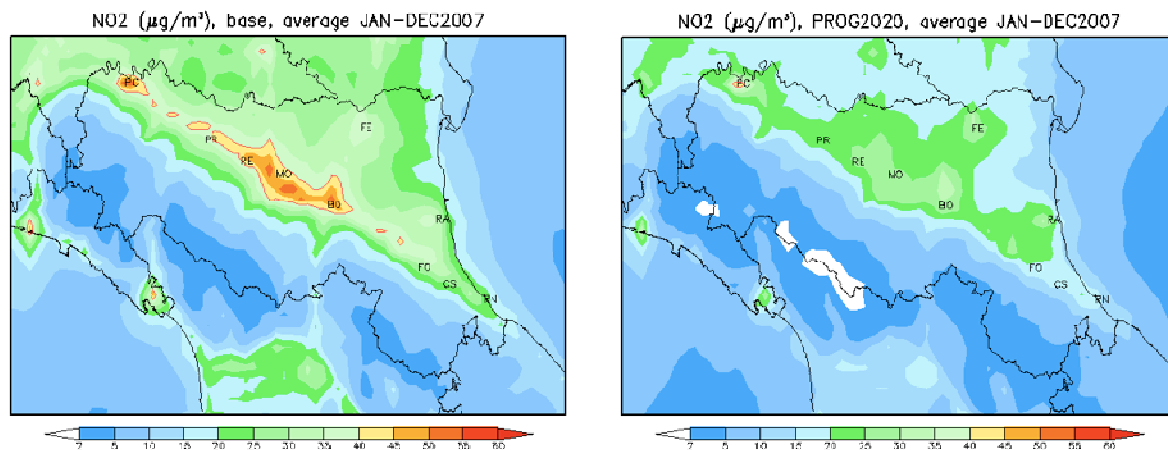 NO2 (μg/m³), base, average JAN-DEC2007
PC
FE
PR
RE
MO
BO
RA
FO
CS
RN
7 5 10 15 20 25 30 35 40 45 50 55 60
NO2 (μg/m³), PROG2020, average JAN-DEC2007
PC
FE
PR
RE
MO
BO
RA
FO
CS
RN
7 5 10 15 20 25 30 35 40 45 50 55 60